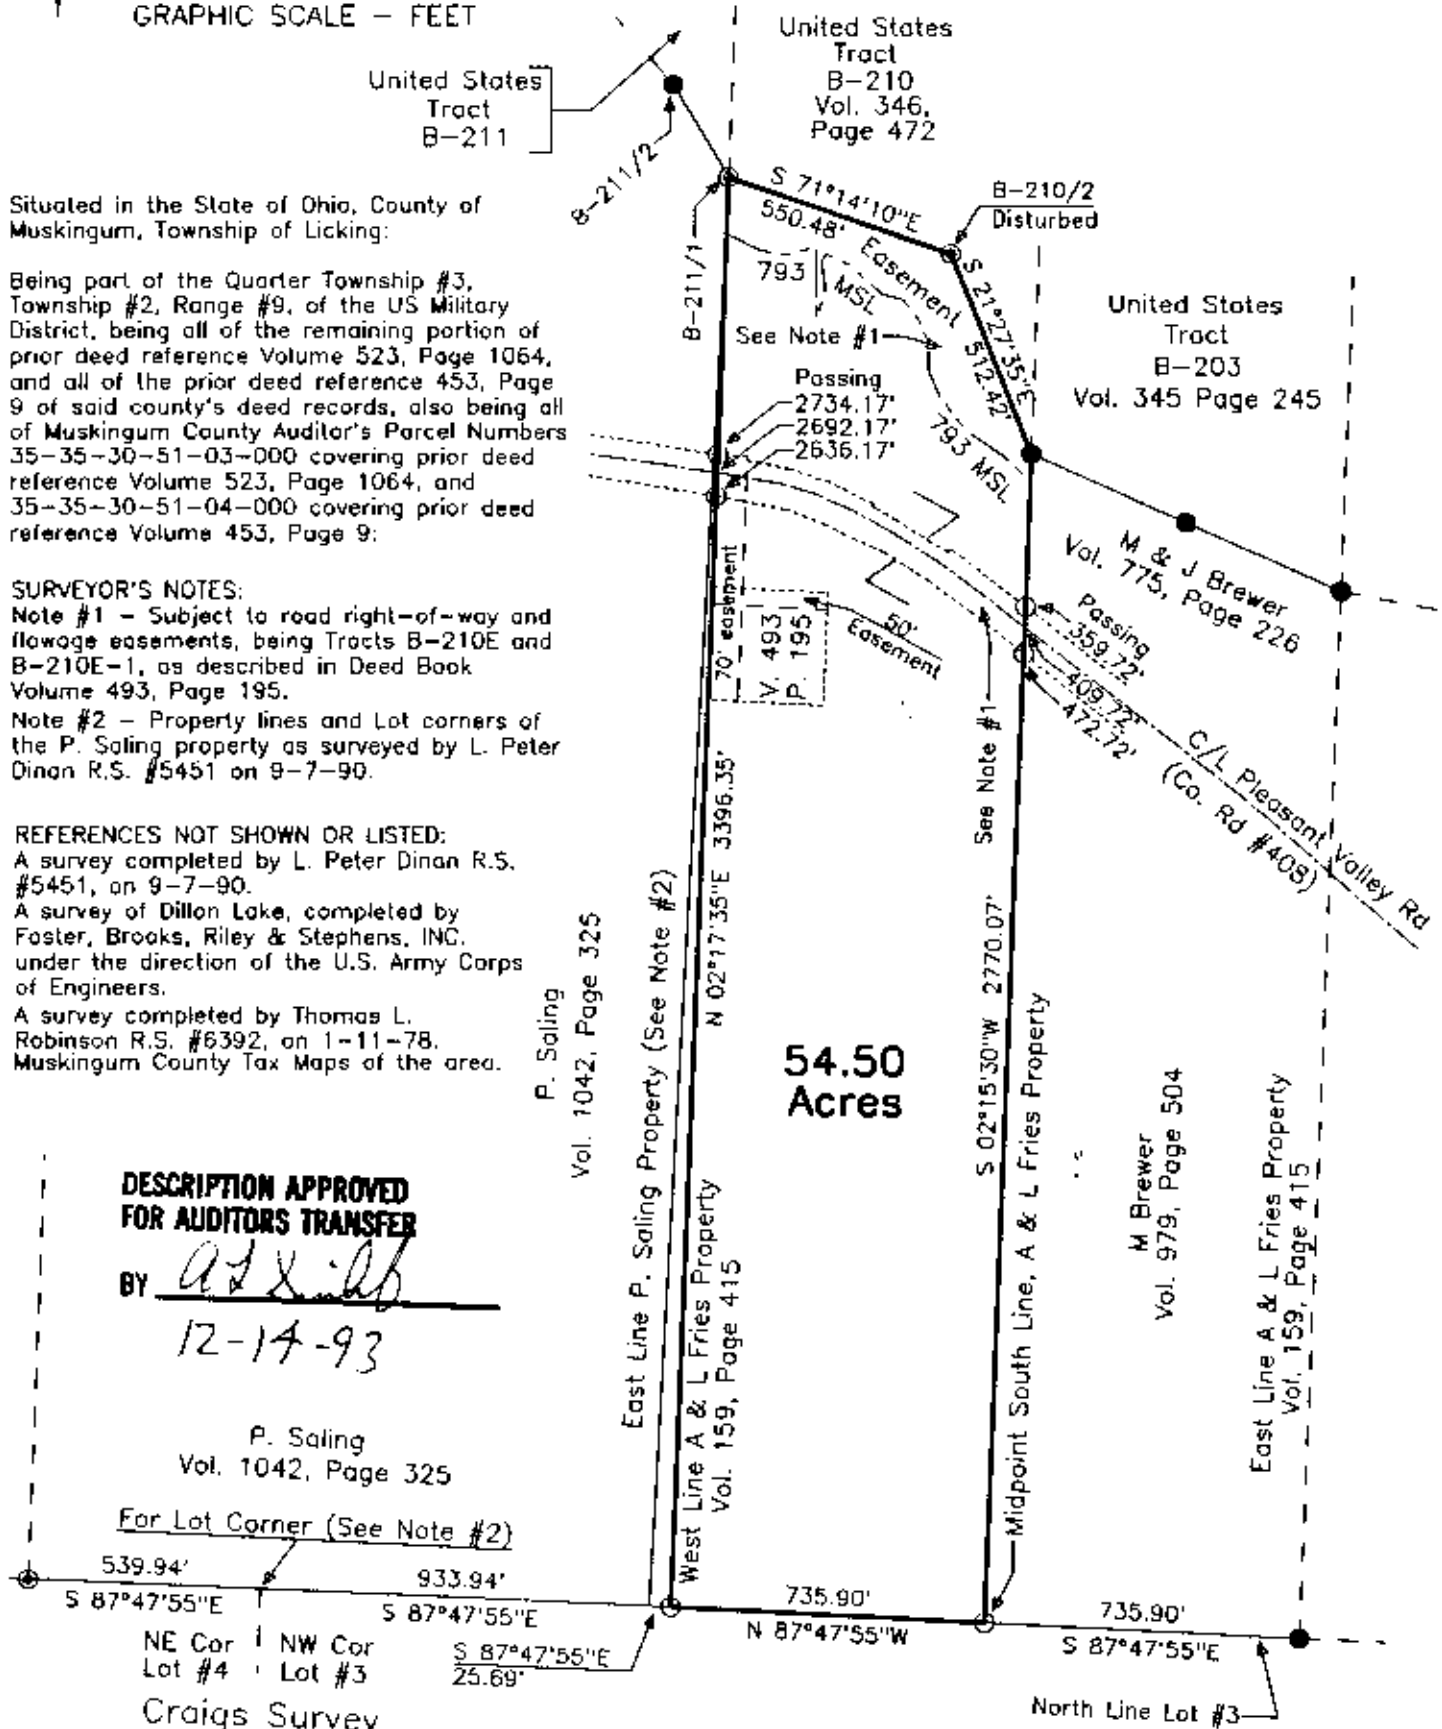 GRAPHIC SCALE – FEET
United States
Tract
B-211
B-211/2
United States
Tract
B-210
Vol. 346,
Page 472
S 71°14'10"E
550.48'
Easement
B-210/2
Disturbed
B-211/1
793
MSL
See Note #1
S 21°27'35"E
512.42'
793 MSL
United States
Tract
B-203
Vol. 345 Page 245
Passing
2734.17'
2692.17'
2636.17'
Situated in the State of Ohio, County of
Muskingum, Township of Licking:
Being part of the Quarter Township #3,
Township #2, Range #9, of the US Military
District, being all of the remaining portion of
prior deed reference Volume 523, Page 1064,
and all of the prior deed reference 453, Page
9 of said county's deed records, also being all
of Muskingum County Auditor's Parcel Numbers
35-35-30-51-03-000 covering prior deed
reference Volume 523, Page 1064, and
35-35-30-51-04-000 covering prior deed
reference Volume 453, Page 9:
SURVEYOR'S NOTES:
Note #1 – Subject to road right-of-way and
flowage easements, being Tracts B-210E and
B-210E-1, as described in Deed Book
Volume 493, Page 195.
Note #2 – Property lines and Lot corners of
the P. Saling property as surveyed by L. Peter
Dinan R.S. #5451 on 9-7-90.
REFERENCES NOT SHOWN OR LISTED:
A survey completed by L. Peter Dinan R.S.
#5451, on 9-7-90.
A survey of Dillon Lake, completed by
Foster, Brooks, Riley & Stephens, INC.
under the direction of the U.S. Army Corps
of Engineers.
A survey completed by Thomas L.
Robinson R.S. #6392, on 1-11-78.
Muskingum County Tax Maps of the area.
70' easement
V. 493
P. 195
50'
Easement
M & J Brewer
Vol. 775, Page 226
Passing
359.72'
409.72'
472.72'
C/L Pleasant Valley Rd
(Co. Rd #408)
See Note #1
N 02°17'35"E 3396.35'
S 02°15'30"W 2770.07'
54.50
Acres
P. Saling
Vol. 1042, Page 325
East Line P. Saling Property (See Note #2)
West Line A & L Fries Property
Vol. 159, Page 415
Midpoint South Line, A & L Fries Property
M Brewer
Vol. 979, Page 504
East Line A & L Fries Property
Vol. 159, Page 415
DESCRIPTION APPROVED
FOR AUDITORS TRANSFER
BY
12-14-93
P. Saling
Vol. 1042, Page 325
For Lot Corner (See Note #2)
539.94'
S 87°47'55"E
933.94'
S 87°47'55"E
735.90'
N 87°47'55"W
735.90'
S 87°47'55"E
NE Cor
Lot #4
NW Cor
Lot #3
S 87°47'55"E
25.69'
Craigs Survey
North Line Lot #3